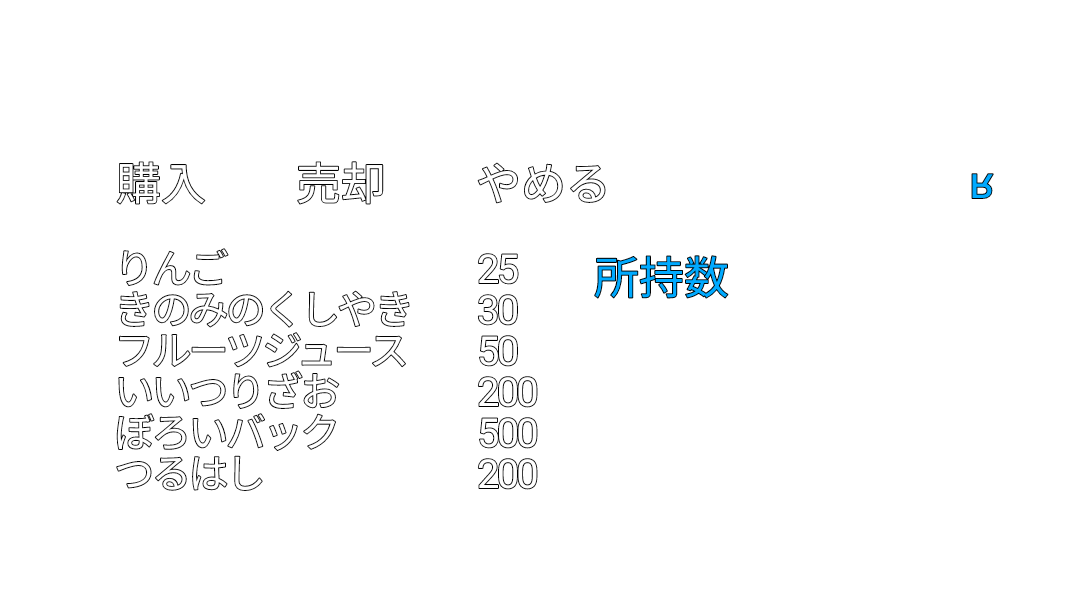 購入 売却 やめる R
りんご 25 所持数
きのみのくしやき 30
フルーツジュース 50
いいつりざお 200
ぼろいバック 500
つるはし 200